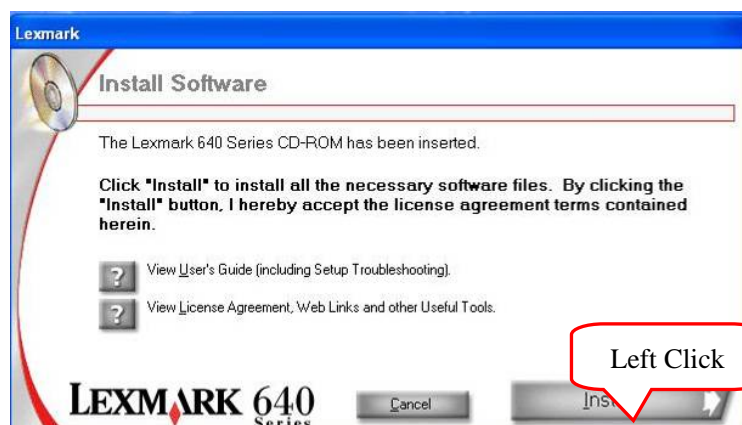 Lexmark
Install Software
The Lexmark 640 Series CD-ROM has been inserted.
Click "Install" to install all the necessary software files. By clicking the
"Install" button, I hereby accept the license agreement terms contained
herein.
View User's Guide (including Setup Troubleshooting).
View License Agreement, Web Links and other Useful Tools.
Left Click
LEXMARK 640
Series
Cancel